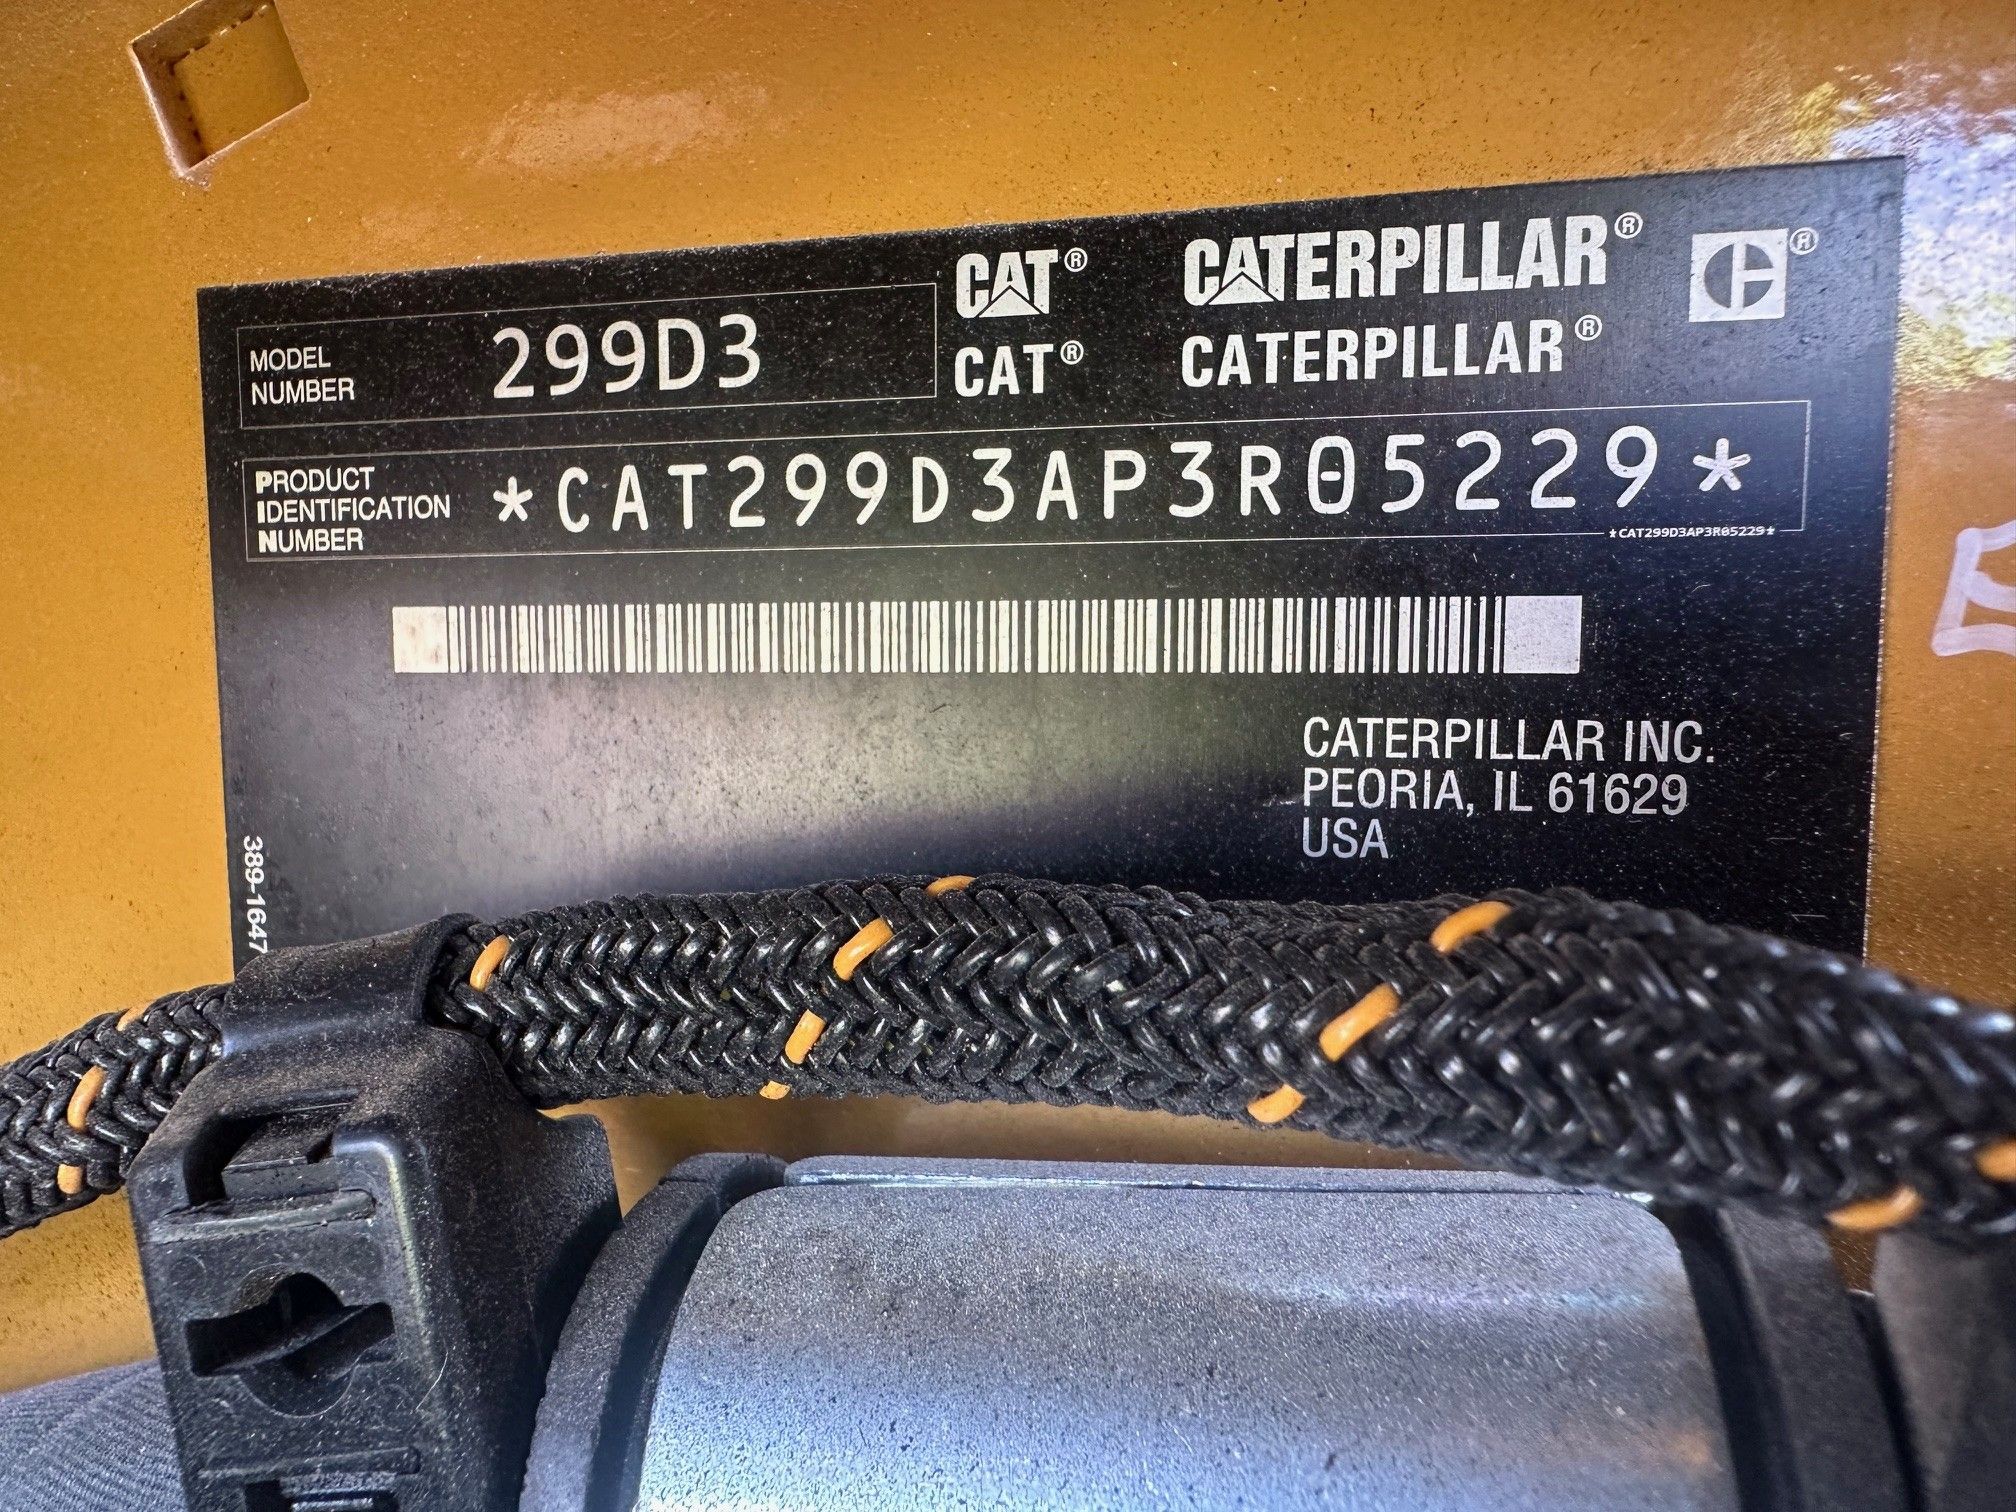 MODEL NUMBER 299D3
CAT® CATERPILLAR®
CAT® CATERPILLAR®
PRODUCT IDENTIFICATION NUMBER *CAT299D3AP3R05229*
*CAT299D3AP3R05229*
CATERPILLAR INC.
PEORIA, IL 61629
USA
389-1647